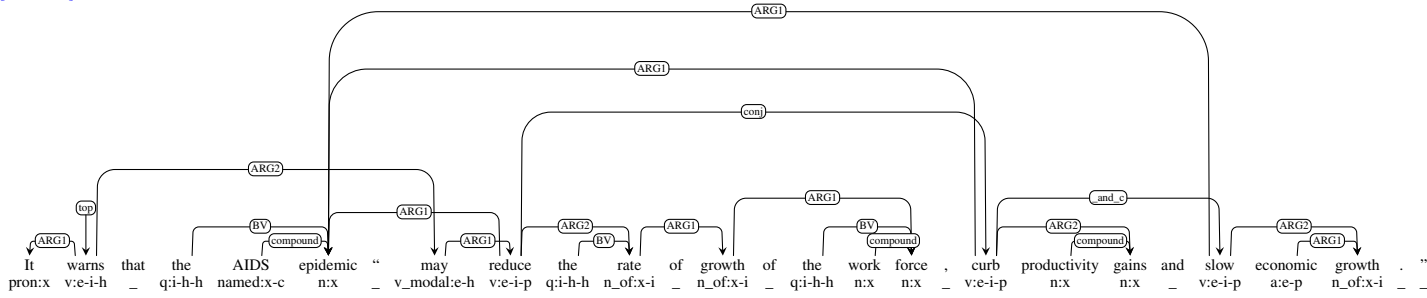 ARG1
ARG1
conj
ARG2
top ARG1 _and_c
BV ARG1 ARG2 ARG1 BV ARG2 ARG2
ARG1 compound ARG1 BV compound compound ARG1
It warns that the AIDS epidemic “ may reduce the rate of growth of the work force , curb productivity gains and slow economic growth . ”
pron:x v:e-i-h _ q:i-h-h named:x-c n:x _ v_modal:e-h v:e-i-p q:i-h-h n_of:x-i _ n_of:x-i _ q:i-h-h n:x n:x _ v:e-i-p n:x n:x _ v:e-i-p a:e-p n_of:x-i _ _